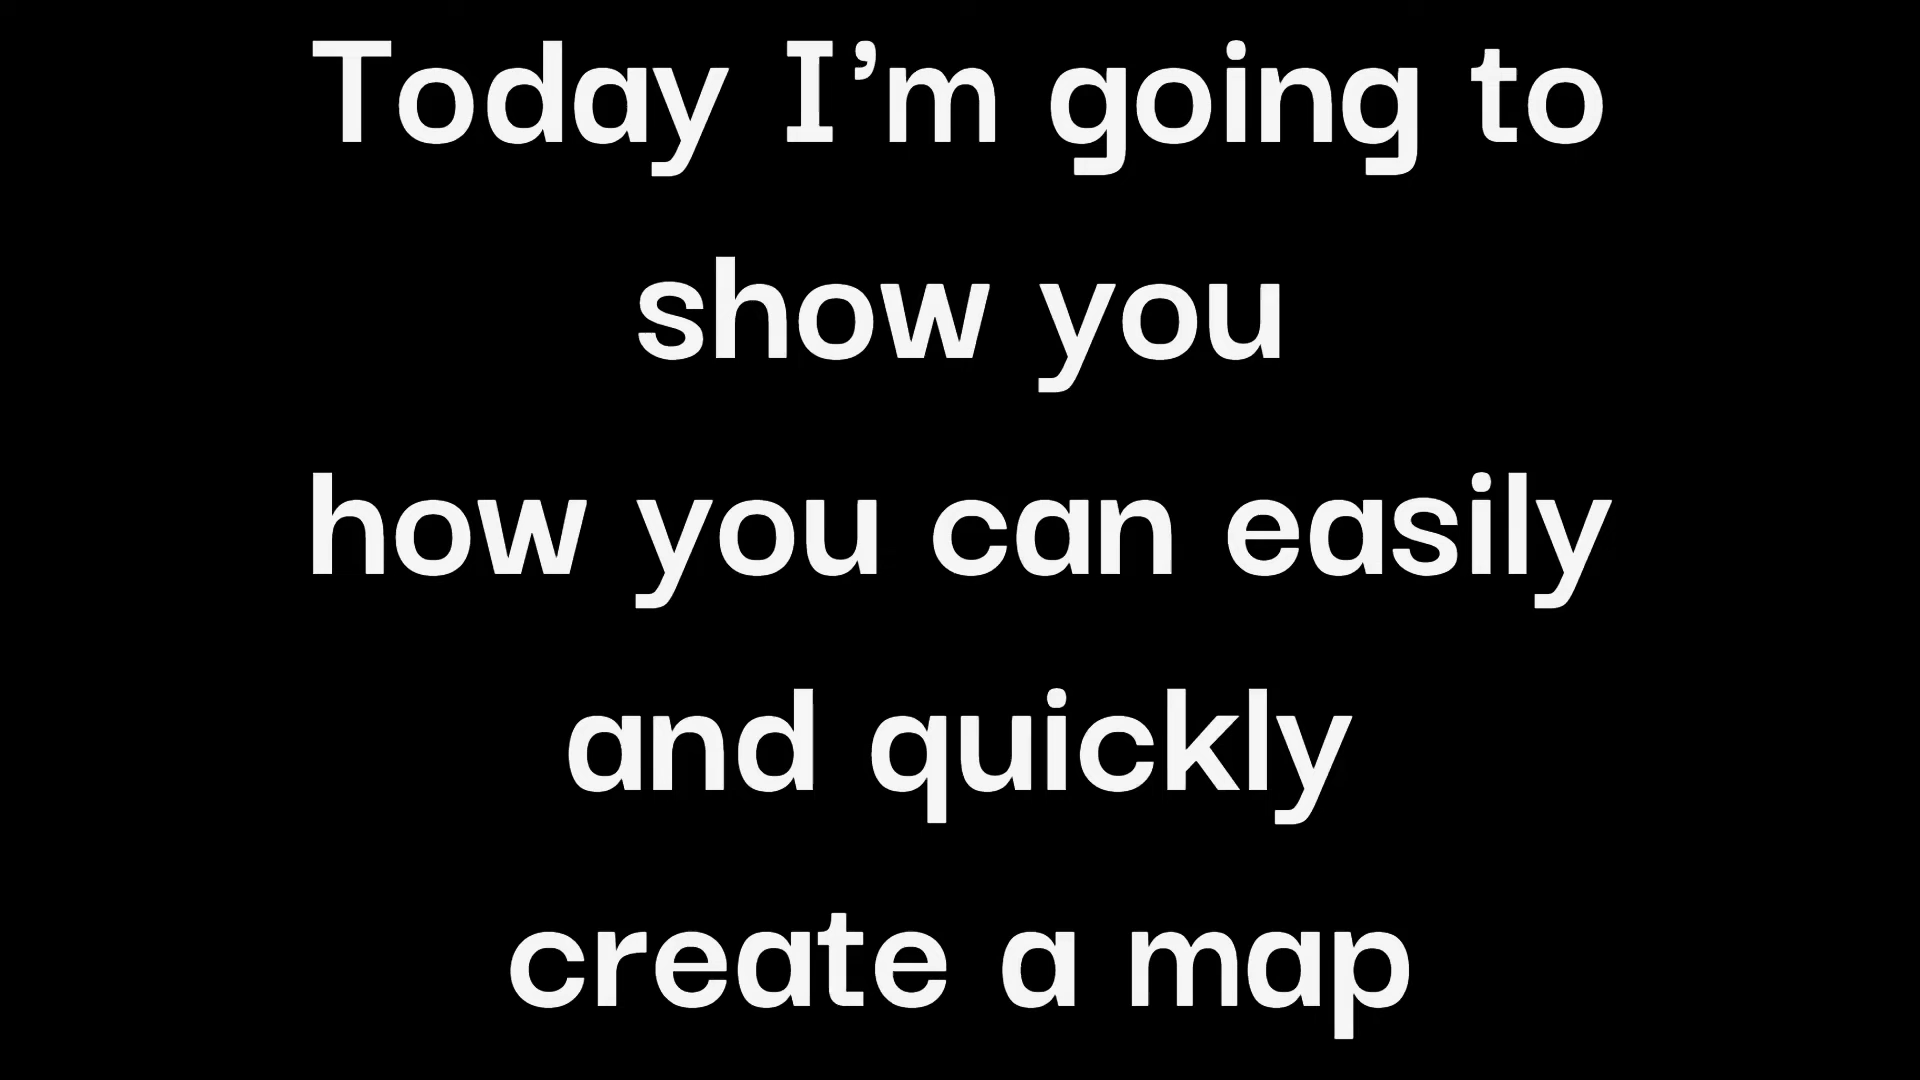 Today I’m going to
show you
how you can easily
and quickly
create a map